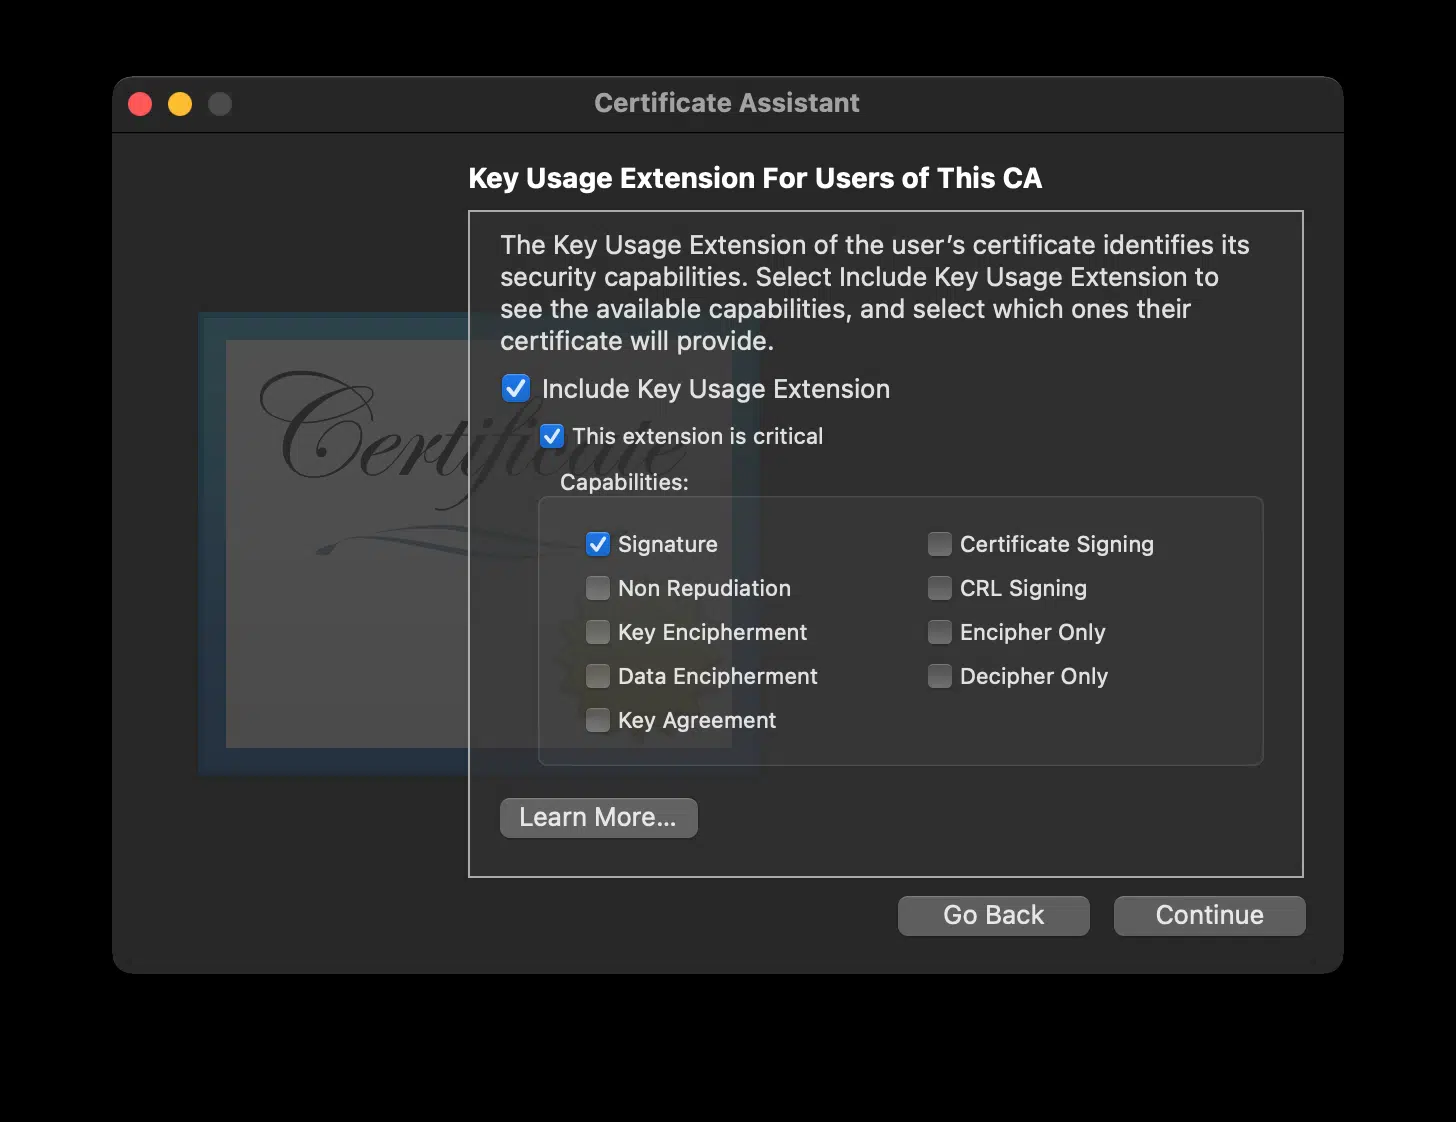 Certificate Assistant
Key Usage Extension For Users of This CA
The Key Usage Extension of the user’s certificate identifies its
security capabilities. Select Include Key Usage Extension to
see the available capabilities, and select which ones their
certificate will provide.
Include Key Usage Extension
This extension is critical
Certificate
Capabilities:
Signature
Non Repudiation
Key Encipherment
Data Encipherment
Key Agreement
Certificate Signing
CRL Signing
Encipher Only
Decipher Only
Learn More...
Go Back
Continue